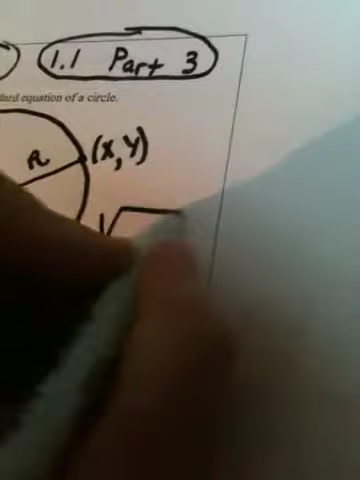 1.1 Part 3
dard equation of a circle.
R
(x, y)
√